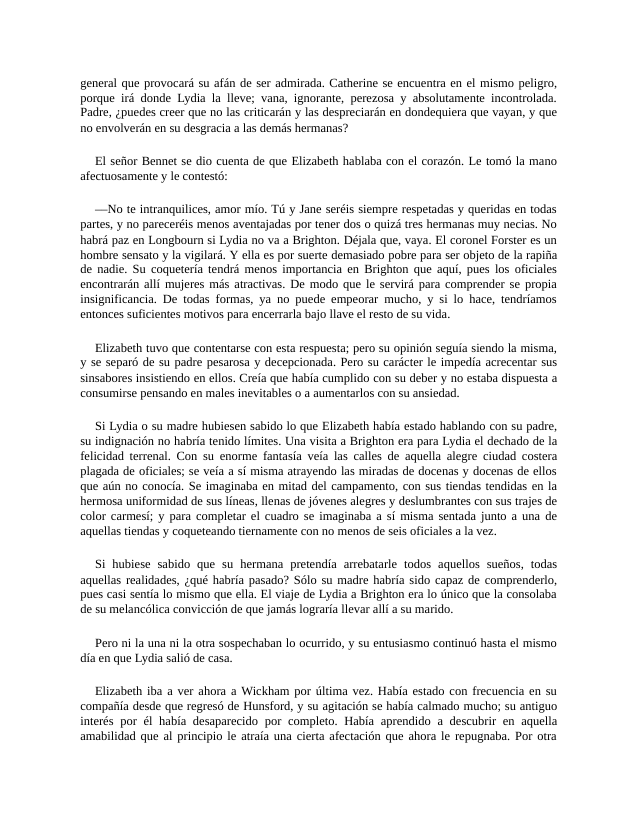 general que provocará su afán de ser admirada. Catherine se encuentra en el mismo peligro,
porque irá donde Lydia la lleve; vana, ignorante, perezosa y absolutamente incontrolada.
Padre, ¿puedes creer que no las criticarán y las despreciarán en dondequiera que vayan, y que
no envolverán en su desgracia a las demás hermanas?
El señor Bennet se dio cuenta de que Elizabeth hablaba con el corazón. Le tomó la mano
afectuosamente y le contestó:
—No te intranquilices, amor mío. Tú y Jane seréis siempre respetadas y queridas en todas
partes, y no pareceréis menos aventajadas por tener dos o quizá tres hermanas muy necias. No
habrá paz en Longbourn si Lydia no va a Brighton. Déjala que, vaya. El coronel Forster es un
hombre sensato y la vigilará. Y ella es por suerte demasiado pobre para ser objeto de la rapiña
de nadie. Su coquetería tendrá menos importancia en Brighton que aquí, pues los oficiales
encontrarán allí mujeres más atractivas. De modo que le servirá para comprender se propia
insignificancia. De todas formas, ya no puede empeorar mucho, y si lo hace, tendríamos
entonces suficientes motivos para encerrarla bajo llave el resto de su vida.
Elizabeth tuvo que contentarse con esta respuesta; pero su opinión seguía siendo la misma,
y se separó de su padre pesarosa y decepcionada. Pero su carácter le impedía acrecentar sus
sinsabores insistiendo en ellos. Creía que había cumplido con su deber y no estaba dispuesta a
consumirse pensando en males inevitables o a aumentarlos con su ansiedad.
Si Lydia o su madre hubiesen sabido lo que Elizabeth había estado hablando con su padre,
su indignación no habría tenido límites. Una visita a Brighton era para Lydia el dechado de la
felicidad terrenal. Con su enorme fantasía veía las calles de aquella alegre ciudad costera
plagada de oficiales; se veía a sí misma atrayendo las miradas de docenas y docenas de ellos
que aún no conocía. Se imaginaba en mitad del campamento, con sus tiendas tendidas en la
hermosa uniformidad de sus líneas, llenas de jóvenes alegres y deslumbrantes con sus trajes de
color carmesí; y para completar el cuadro se imaginaba a sí misma sentada junto a una de
aquellas tiendas y coqueteando tiernamente con no menos de seis oficiales a la vez.
Si hubiese sabido que su hermana pretendía arrebatarle todos aquellos sueños, todas
aquellas realidades, ¿qué habría pasado? Sólo su madre habría sido capaz de comprenderlo,
pues casi sentía lo mismo que ella. El viaje de Lydia a Brighton era lo único que la consolaba
de su melancólica convicción de que jamás lograría llevar allí a su marido.
Pero ni la una ni la otra sospechaban lo ocurrido, y su entusiasmo continuó hasta el mismo
día en que Lydia salió de casa.
Elizabeth iba a ver ahora a Wickham por última vez. Había estado con frecuencia en su
compañía desde que regresó de Hunsford, y su agitación se había calmado mucho; su antiguo
interés por él había desaparecido por completo. Había aprendido a descubrir en aquella
amabilidad que al principio le atraía una cierta afectación que ahora le repugnaba. Por otra